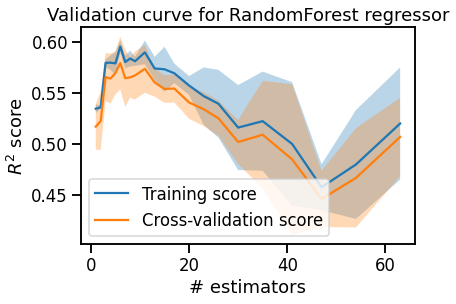 Validation curve for RandomForest regressor
0.60
0.55
0.50
0.45
R² score
Training score
Cross-validation score
0 20 40 60
# estimators